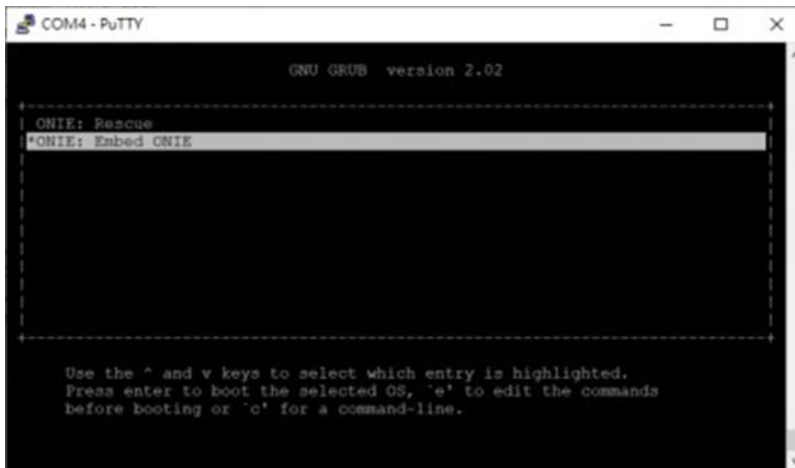 COM4 - PuTTY
GNU GRUB version 2.02
ONIE: Rescue
*ONIE: Embed ONIE
Use the ^ and v keys to select which entry is highlighted.
Press enter to boot the selected OS, `e' to edit the commands
before booting or `c' for a command-line.